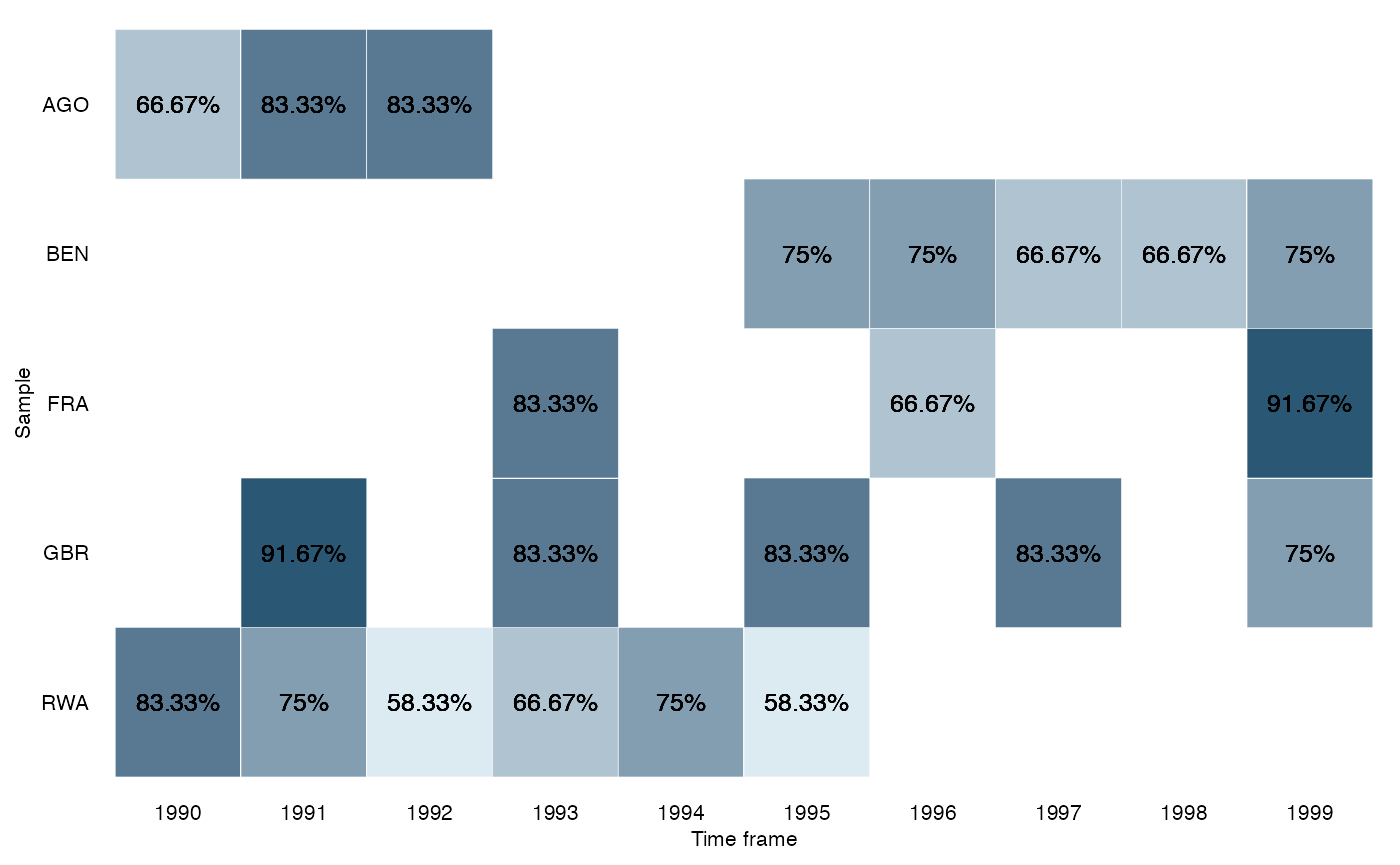 AGO 66.67% 83.33% 83.33%
BEN 75% 75% 66.67% 66.67% 75%
Sample
FRA 83.33% 66.67% 91.67%
GBR 91.67% 83.33% 83.33% 83.33% 75%
RWA 83.33% 75% 58.33% 66.67% 75% 58.33%
1990 1991 1992 1993 1994 1995 1996 1997 1998 1999
Time frame